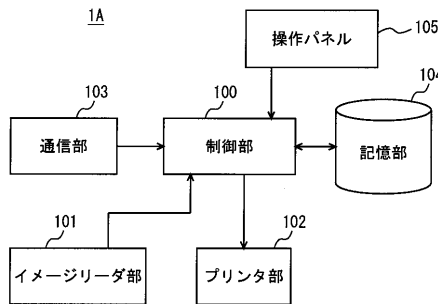 1A
操作パネル
105
103
100
104
通信部
制御部
記憶部
101
102
イメージリーダ部
プリンタ部